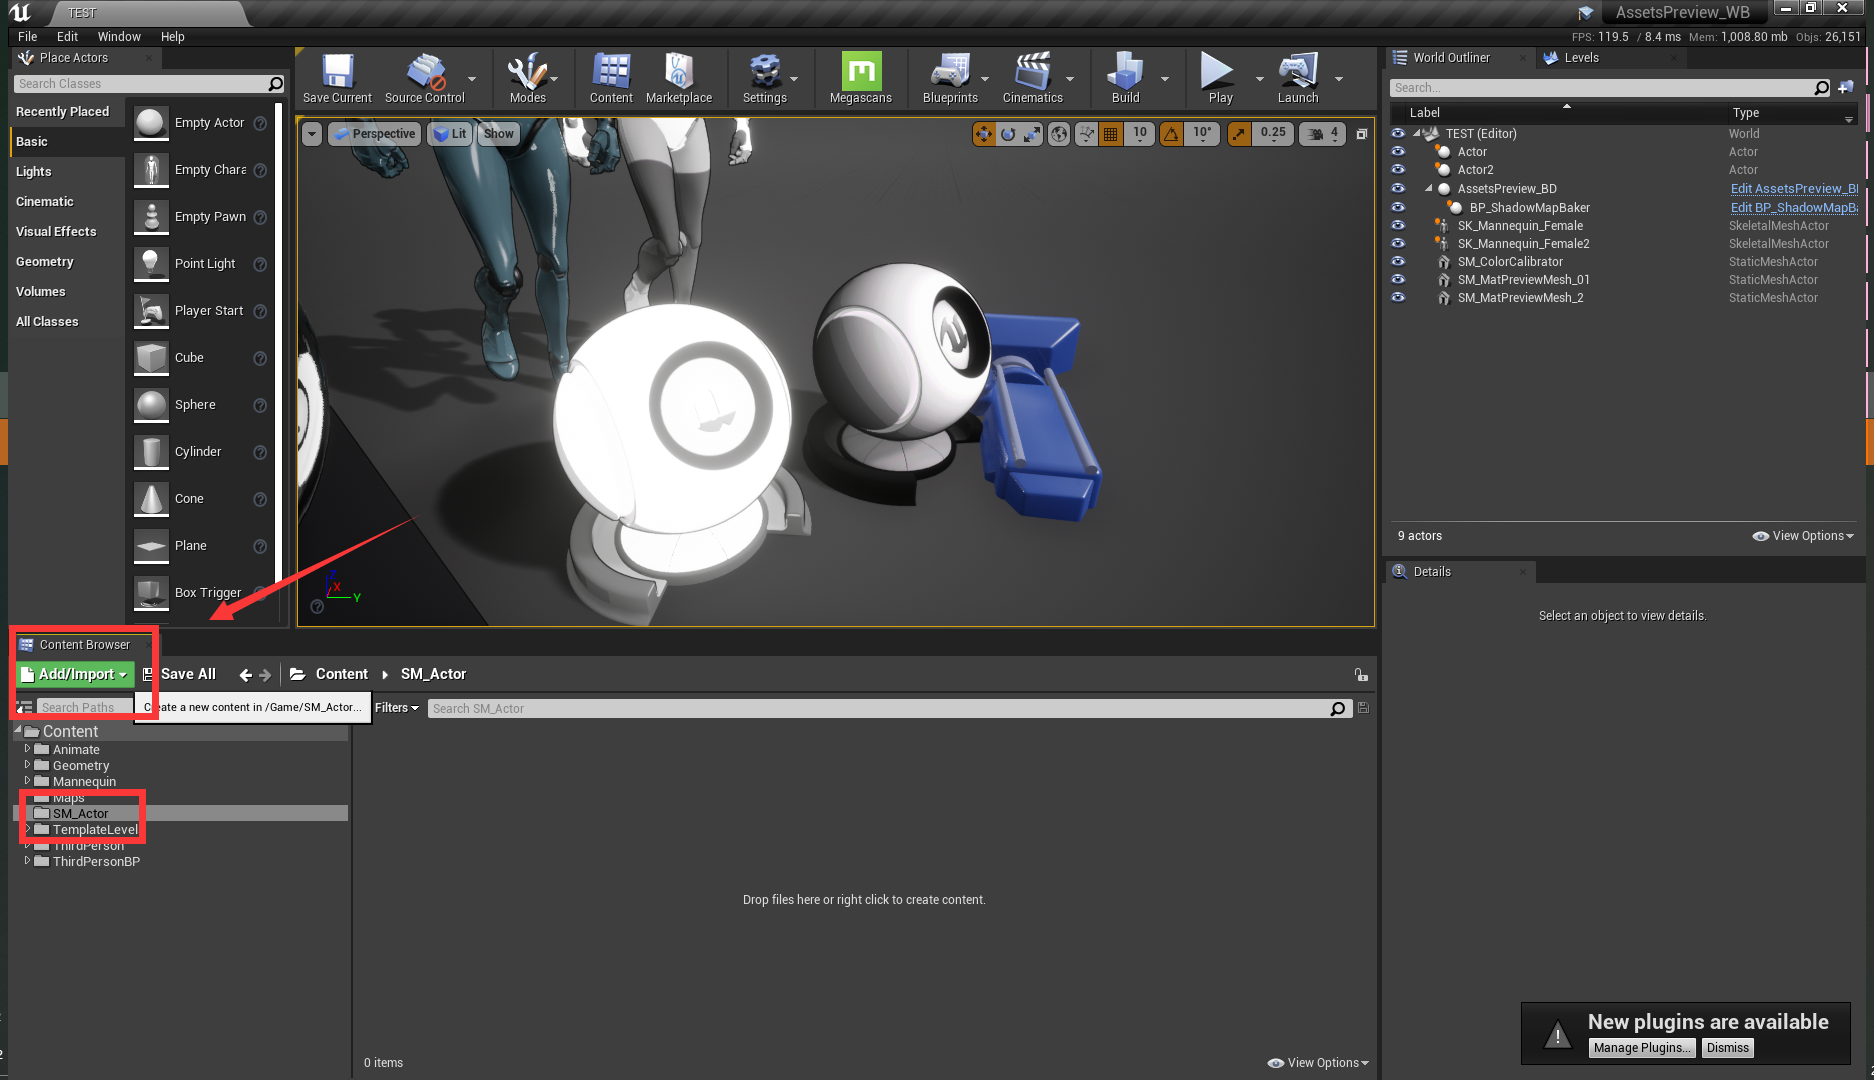 TEST
AssetsPreview_WB
File Edit Window Help
FPS: 119.5 / 8.4 ms Mem: 1,008.80 mb Objs: 26,151
Place Actors
Search Classes
Recently Placed
Basic
Lights
Cinematic
Visual Effects
Geometry
Volumes
All Classes
Empty Actor
Empty Chara
Empty Pawn
Point Light
Player Start
Cube
Sphere
Cylinder
Cone
Plane
Box Trigger
Save Current Source Control Modes Content Marketplace Settings Megascans Blueprints Cinematics Build Play Launch
Perspective Lit Show
10 10° 0.25 4
X
Y
World Outliner Levels
Search...
Label Type
TEST (Editor) World
Actor Actor
Actor2 Actor
AssetsPreview_BD Edit AssetsPreview_B
BP_ShadowMapBaker Edit BP_ShadowMapBa
SK_Mannequin_Female SkeletalMeshActor
SK_Mannequin_Female2 SkeletalMeshActor
SM_ColorCalibrator StaticMeshActor
SM_MatPreviewMesh_01 StaticMeshActor
SM_MatPreviewMesh_2 StaticMeshActor
9 actors View Options
Details
Select an object to view details.
Content Browser
Add/Import Save All Content SM_Actor
Search Paths
Create a new content in /Game/SM_Actor...
Filters Search SM_Actor
Content
Animate
Geometry
Mannequin
Maps
SM_Actor
TemplateLevel
ThirdPerson
ThirdPersonBP
Drop files here or right click to create content.
0 items View Options
New plugins are available
Manage Plugins... Dismiss